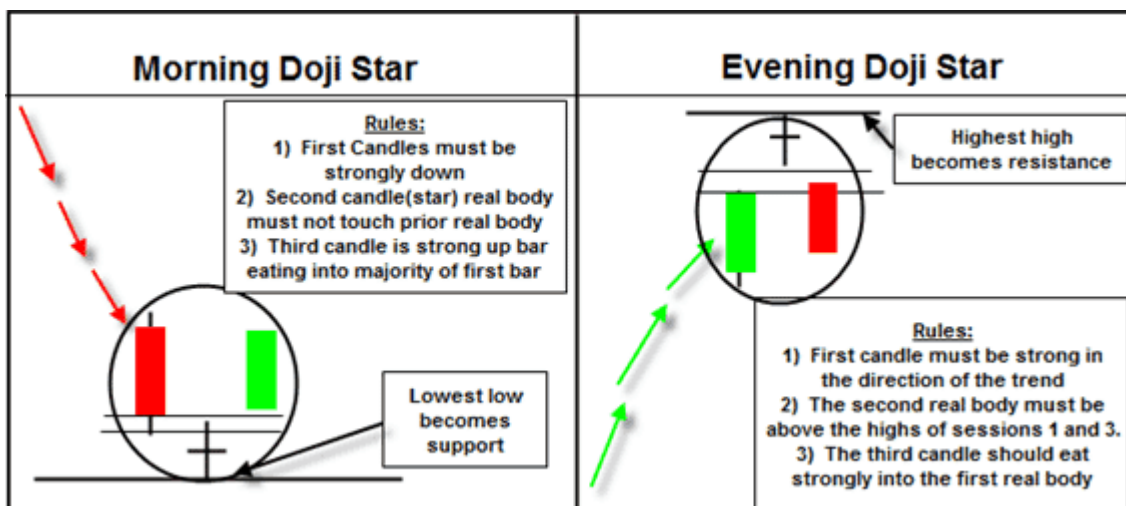 Morning Doji Star
Rules:
1) First Candles must be
strongly down
2) Second candle(star) real body
must not touch prior real body
3) Third candle is strong up bar
eating into majority of first bar
Lowest low
becomes
support
Evening Doji Star
Highest high
becomes resistance
Rules:
1) First candle must be strong in
the direction of the trend
2) The second real body must be
above the highs of sessions 1 and 3.
3) The third candle should eat
strongly into the first real body